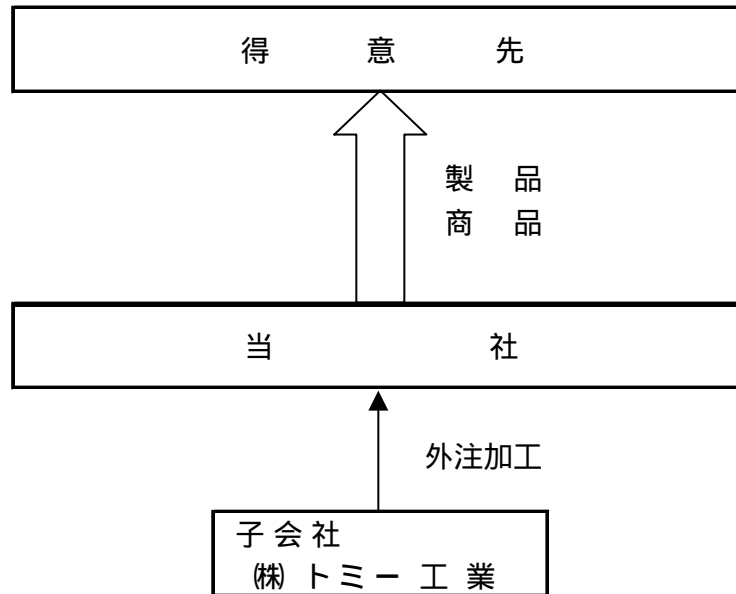 得意先
製品
商品
当社
外注加工
子会社
㈱トミー工業